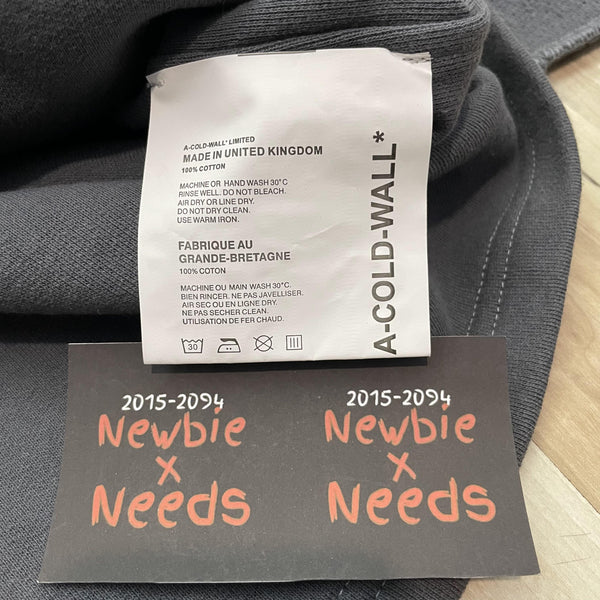 A-COLD-WALL* LIMITED
MADE IN UNITED KINGDOM
100% COTTON
MACHINE OR HAND WASH 30°C
RINSE WELL. DO NOT BLEACH.
AIR DRY OR LINE DRY.
DO NOT DRY CLEAN.
USE WARM IRON.
FABRIQUE AU
GRANDE-BRETAGNE
100% COTON
MACHINE OU MAIN WASH 30°C.
BIEN RINCER. NE PAS JAVELLISER.
AIR SEC OU EN LIGNE DRY.
NE PAS SECHER CLEAN.
UTILISATION DE FER CHAUD.
30
A-COLD-WALL*
2015-2094
Newbie
x
Needs
2015-2094
Newbie
x
Needs